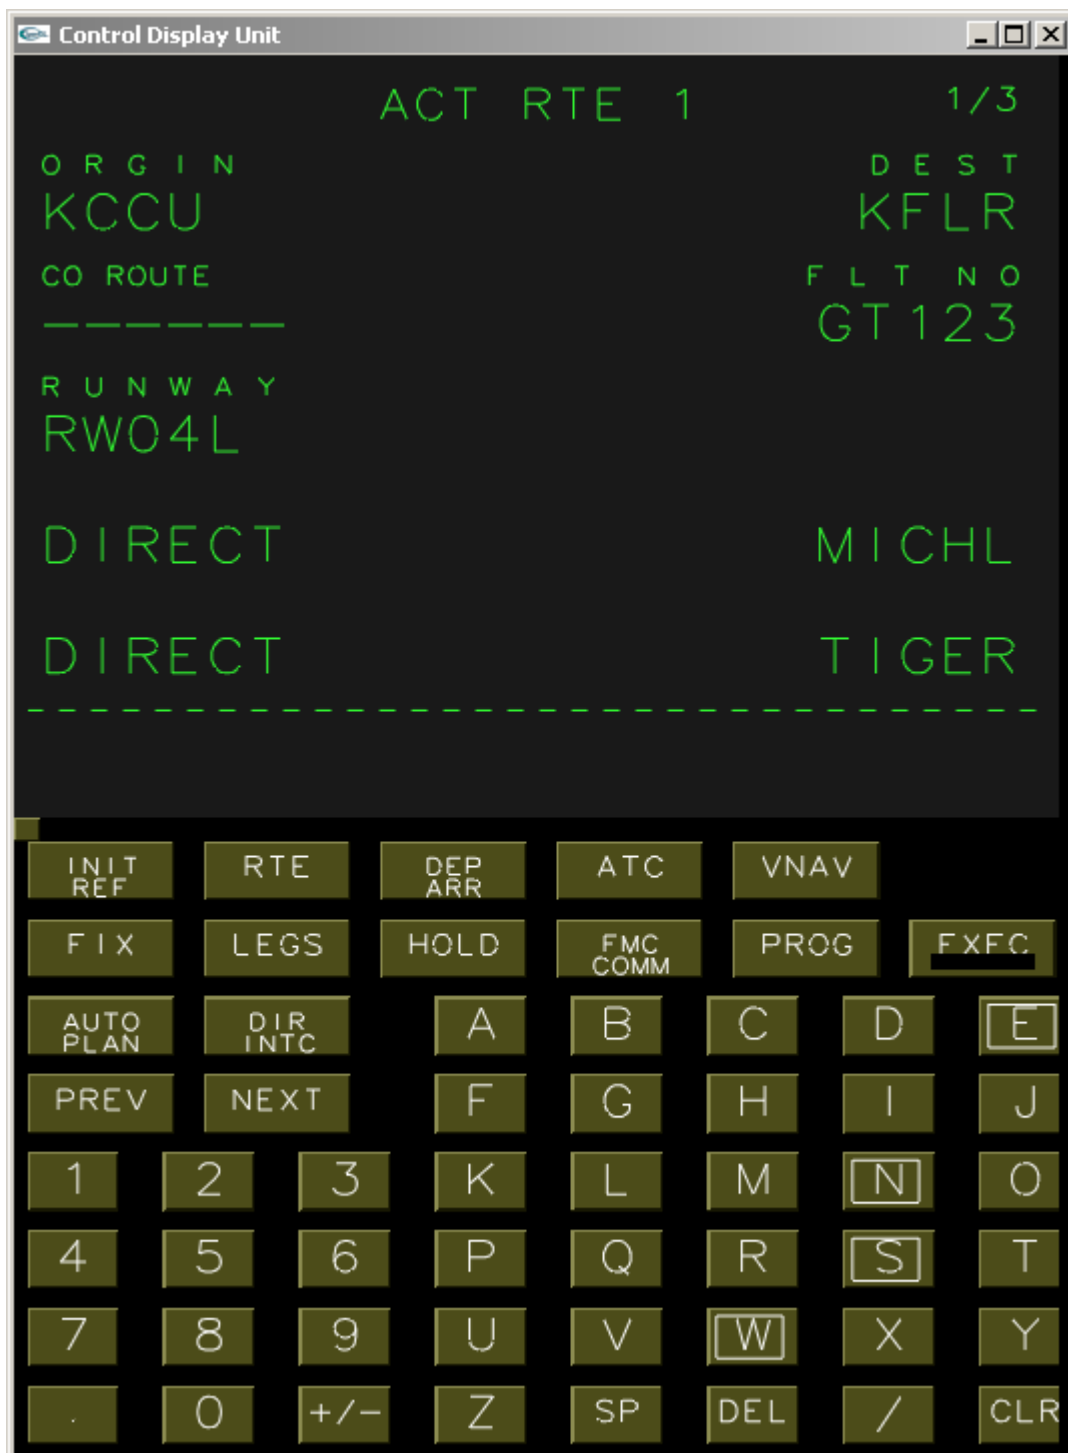 Control Display Unit
ACT RTE 1 1/3
ORGIN DEST
KCCU KFLR
CO ROUTE FLT NO
------ GT123
RUNWAY
RW04L
DIRECT MICHL
DIRECT TIGER
INIT REF RTE DEP ARR ATC VNAV
FIX LEGS HOLD FMC COMM PROG EXEC
AUTO PLAN DIR INTC A B C D E
PREV NEXT F G H I J
1 2 3 K L M N O
4 5 6 P Q R S T
7 8 9 U V W X Y
. 0 +/- Z SP DEL / CLR